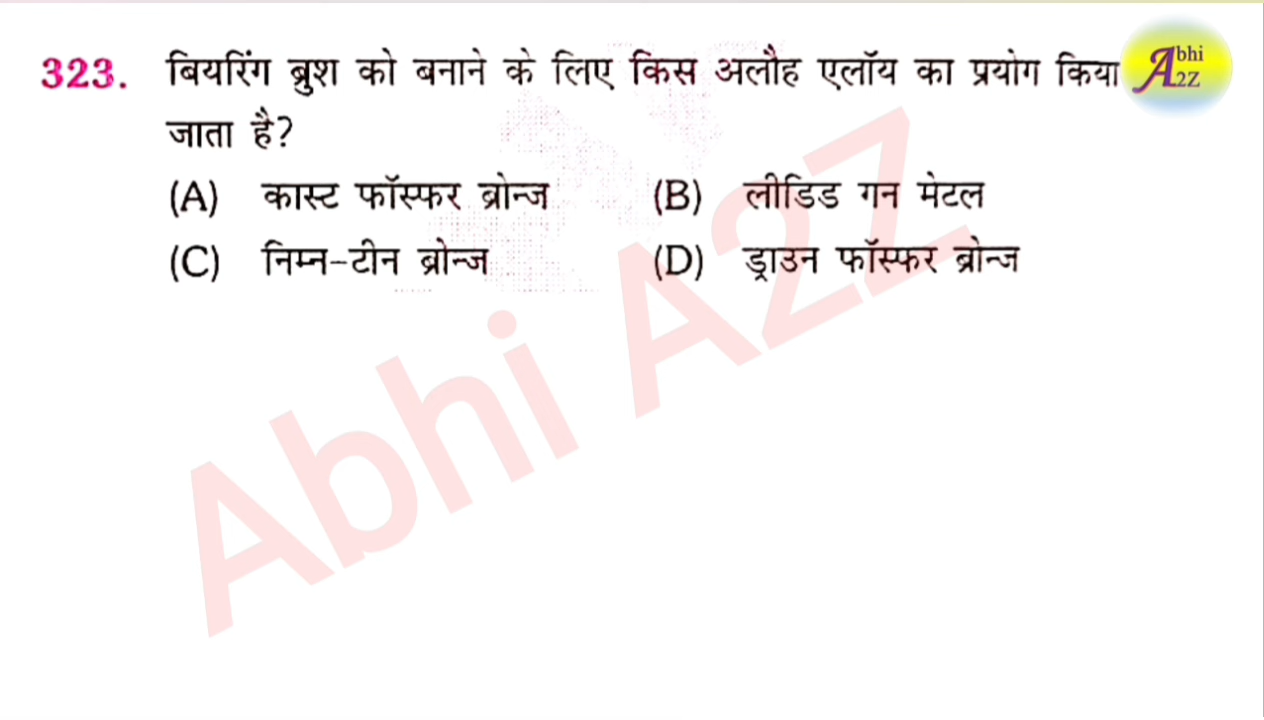 323. बियरिंग ब्रुश को बनाने के लिए किस अलौह एलॉय का प्रयोग किया
जाता है?
(A) कास्ट फॉस्फर ब्रोन्ज (B) लीडिड गन मेटल
(C) निम्न-टीन ब्रोन्ज (D) ड्राउन फॉस्फर ब्रोन्ज
Abhi A2Z
Abhi A2Z